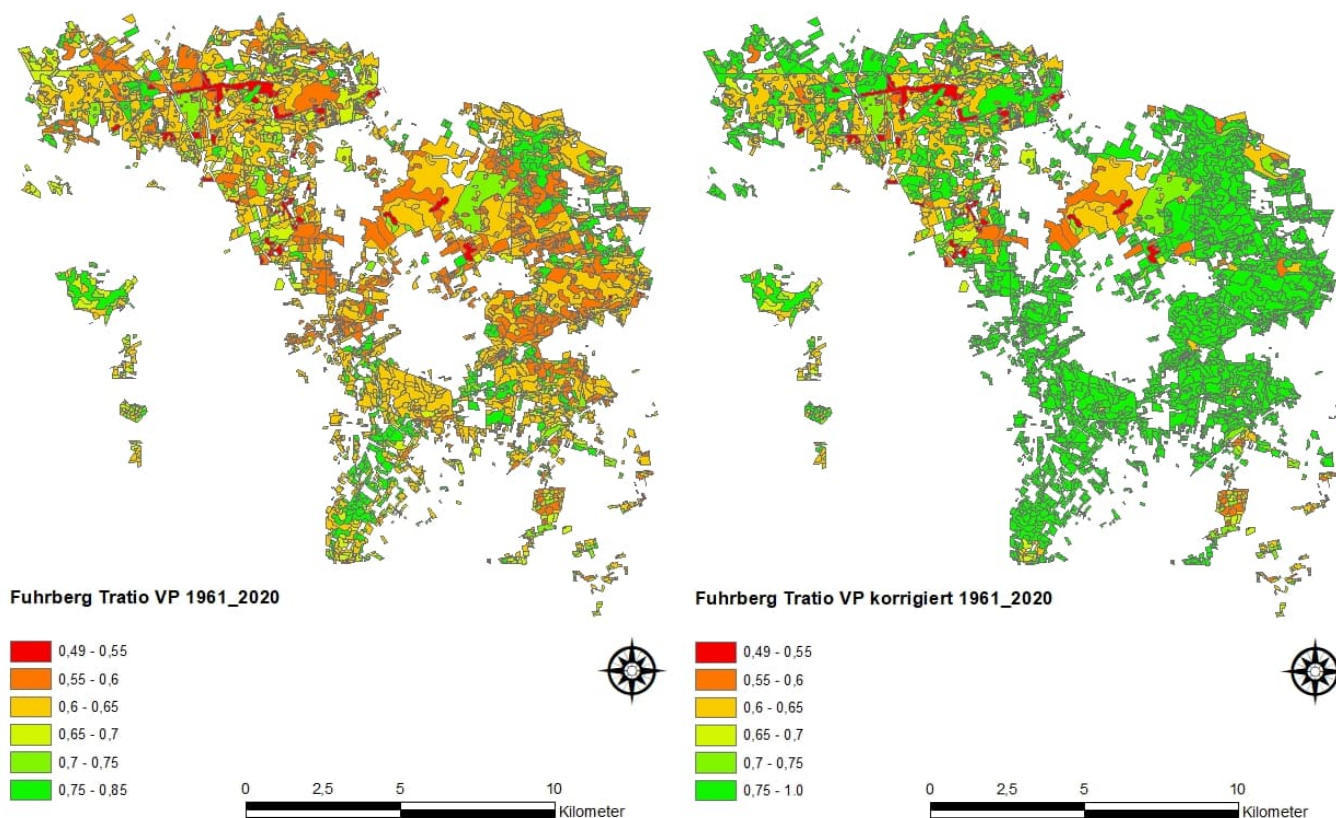 Fuhrberg Tratio VP 1961_2020
0,49 - 0,55
0,55 - 0,6
0,6 - 0,65
0,65 - 0,7
0,7 - 0,75
0,75 - 0,85
0 2,5 5 10
Kilometer
Fuhrberg Tratio VP korrigiert 1961_2020
0,49 - 0,55
0,55 - 0,6
0,6 - 0,65
0,65 - 0,7
0,7 - 0,75
0,75 - 1.0
0 2,5 5 10
Kilometer